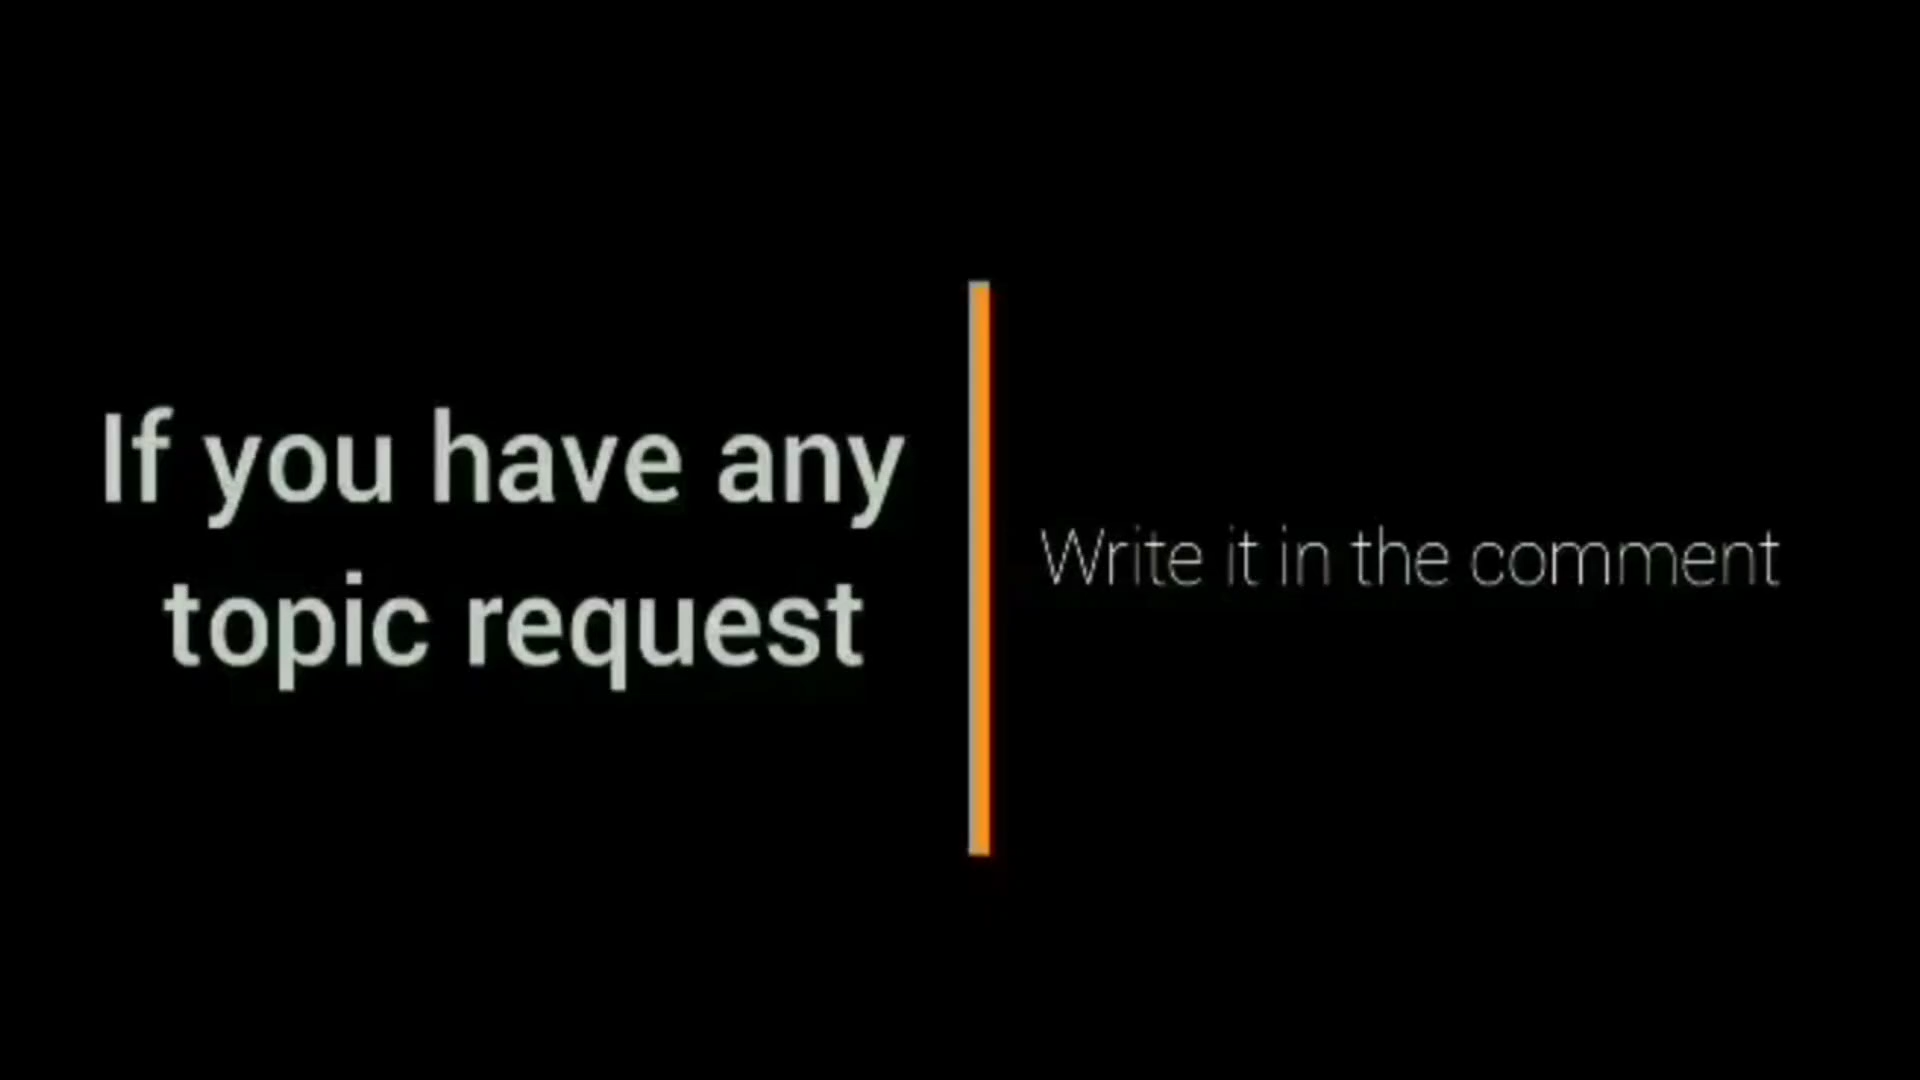 If you have any
topic request
Write it in the comment